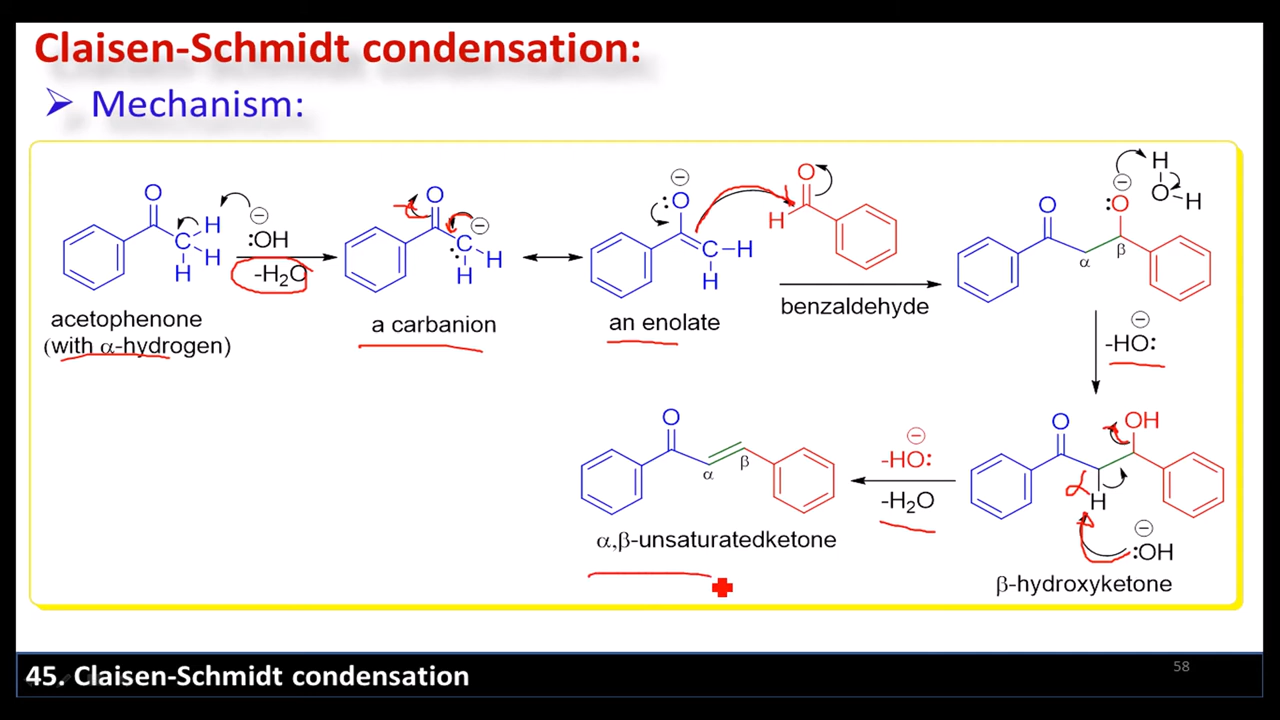 Claisen-Schmidt condensation:
➤ Mechanism:
O
H
C
H
H
⊖
:OH
-H₂O
acetophenone
(with α-hydrogen)
O
⊖
C
:
H
H
a carbanion
⊖
:O
C
H
H
an enolate
O
H
benzaldehyde
O
α
β
⊖
:O
H
O
H
⊖
-HO:
O
OH
α
H
⊖
:OH
β-hydroxyketone
⊖
-HO:
-H₂O
O
α
β
α,β-unsaturatedketone
45. Claisen-Schmidt condensation
58